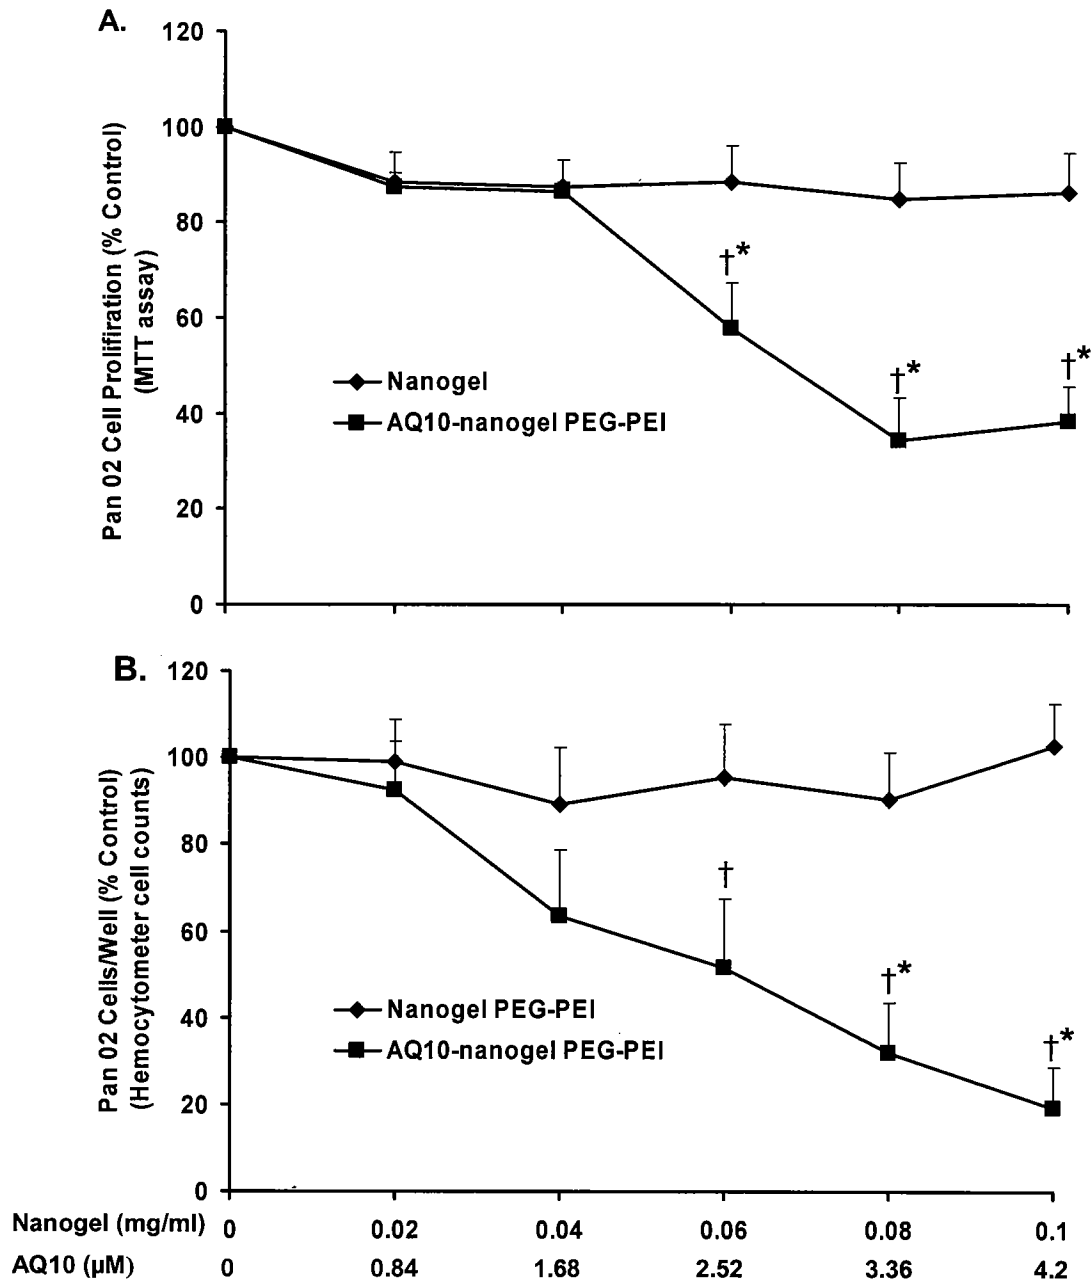 A.
120
100
80
60
40
20
0
Pan 02 Cell Prolifiration (% Control)
(MTT assay)
†*
†*
†*
Nanogel
AQ10-nanogel PEG-PEI
B.
120
100
80
60
40
20
0
Pan 02 Cells/Well (% Control)
(Hemocytometer cell counts)
†
†*
†*
Nanogel PEG-PEI
AQ10-nanogel PEG-PEI
Nanogel (mg/ml) 0 0.02 0.04 0.06 0.08 0.1
AQ10 (µM) 0 0.84 1.68 2.52 3.36 4.2